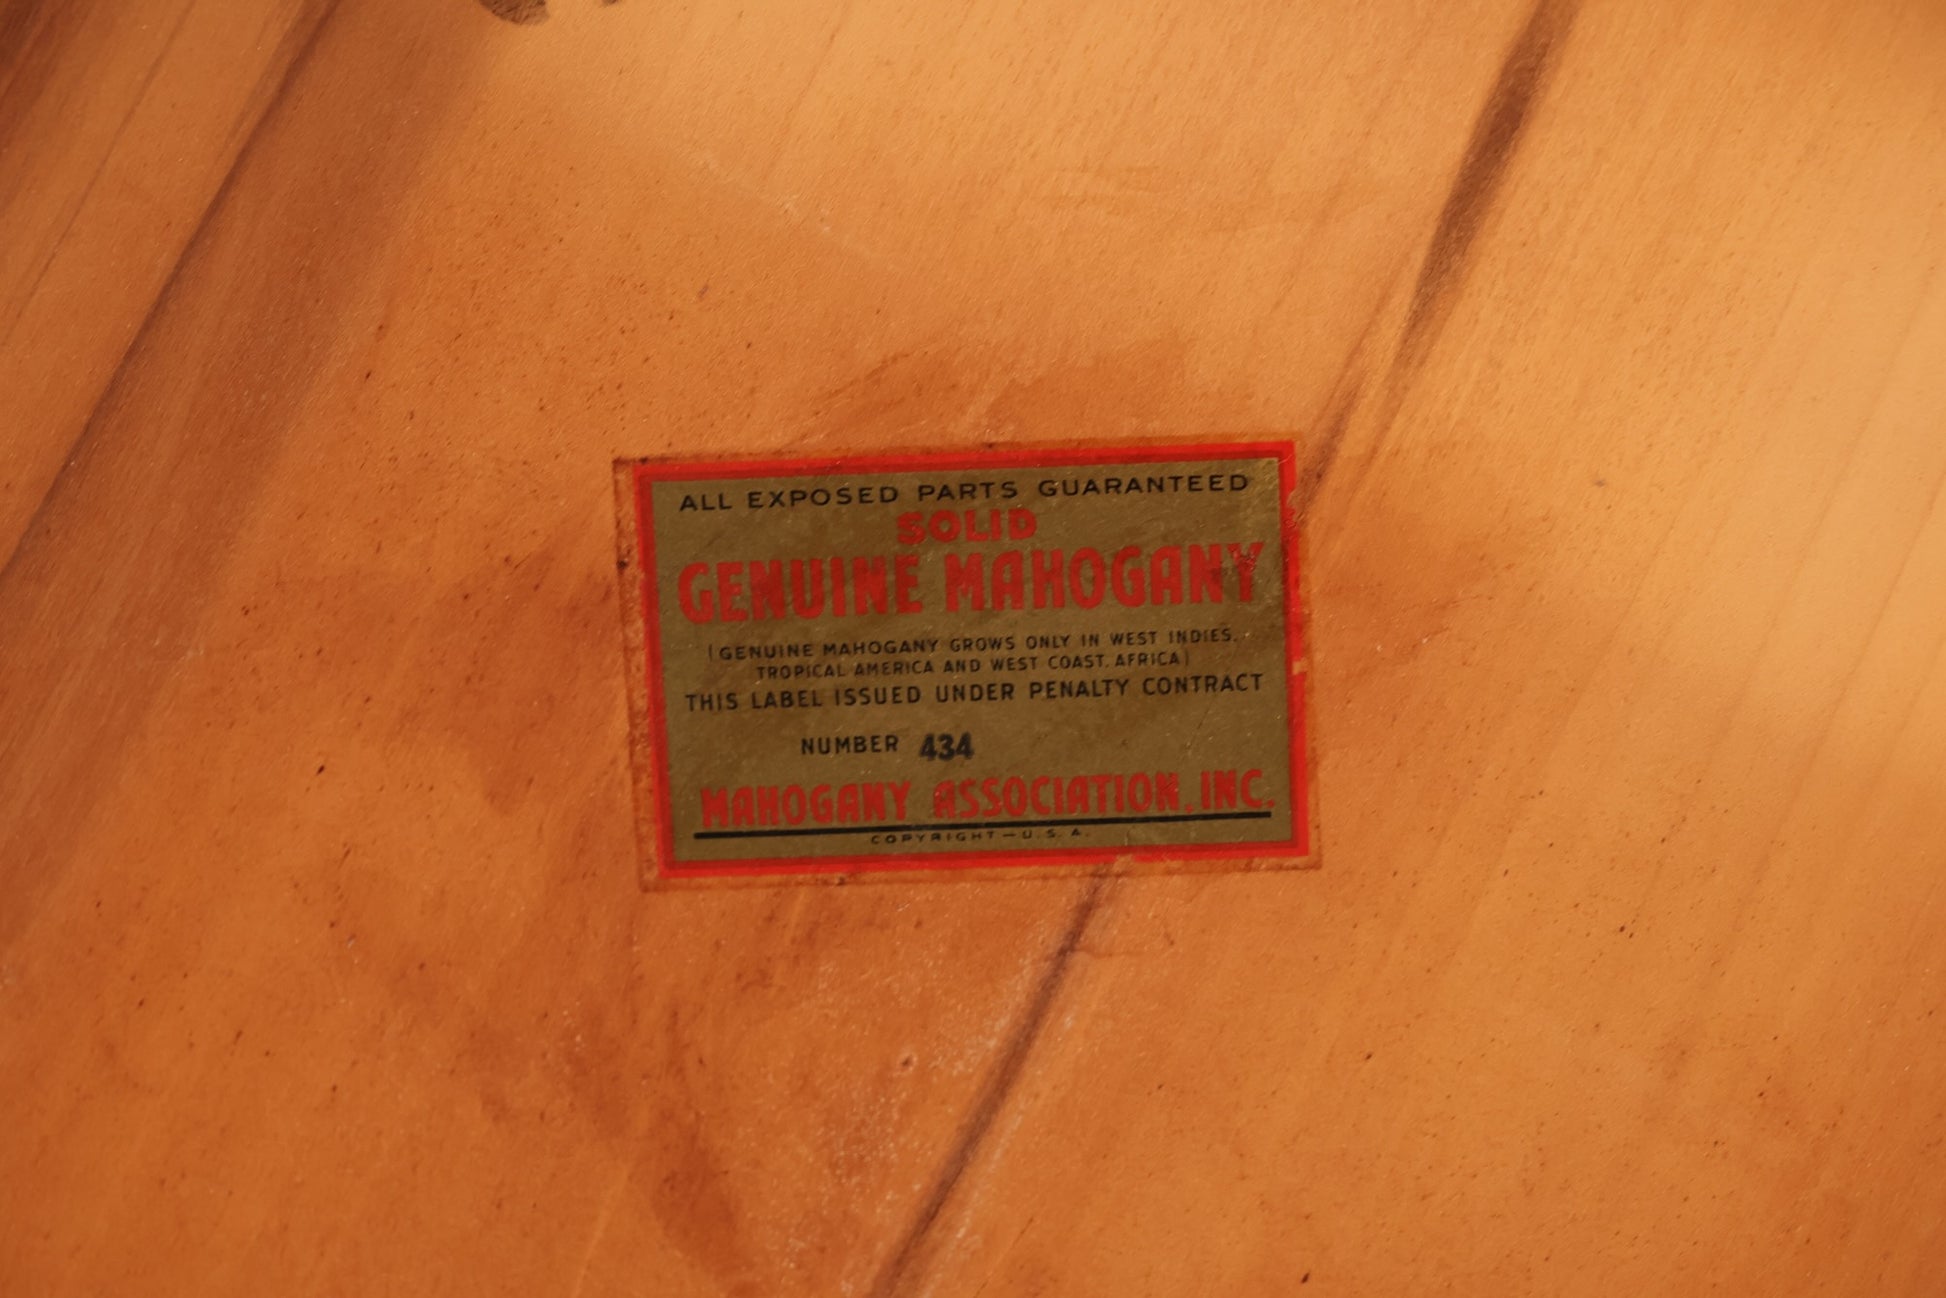 ALL EXPOSED PARTS GUARANTEED
SOLID
GENUINE MAHOGANY
(GENUINE MAHOGANY GROWS ONLY IN WEST INDIES,
TROPICAL AMERICA AND WEST COAST, AFRICA)
THIS LABEL ISSUED UNDER PENALTY CONTRACT
NUMBER 434
MAHOGANY ASSOCIATION, INC.
COPYRIGHT—U.S.A.